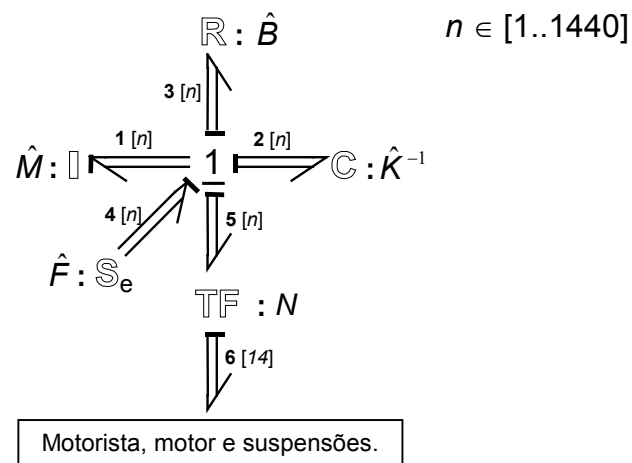 ℝ : B̂
n ∈ [1..1440]
3 [n]
1 [n]
2 [n]
M̂ : 𝕀
1
ℂ : K̂⁻¹
4 [n]
5 [n]
F̂ : 𝕊e
𝕋𝔽 : N
6 [14]
Motorista, motor e suspensões.